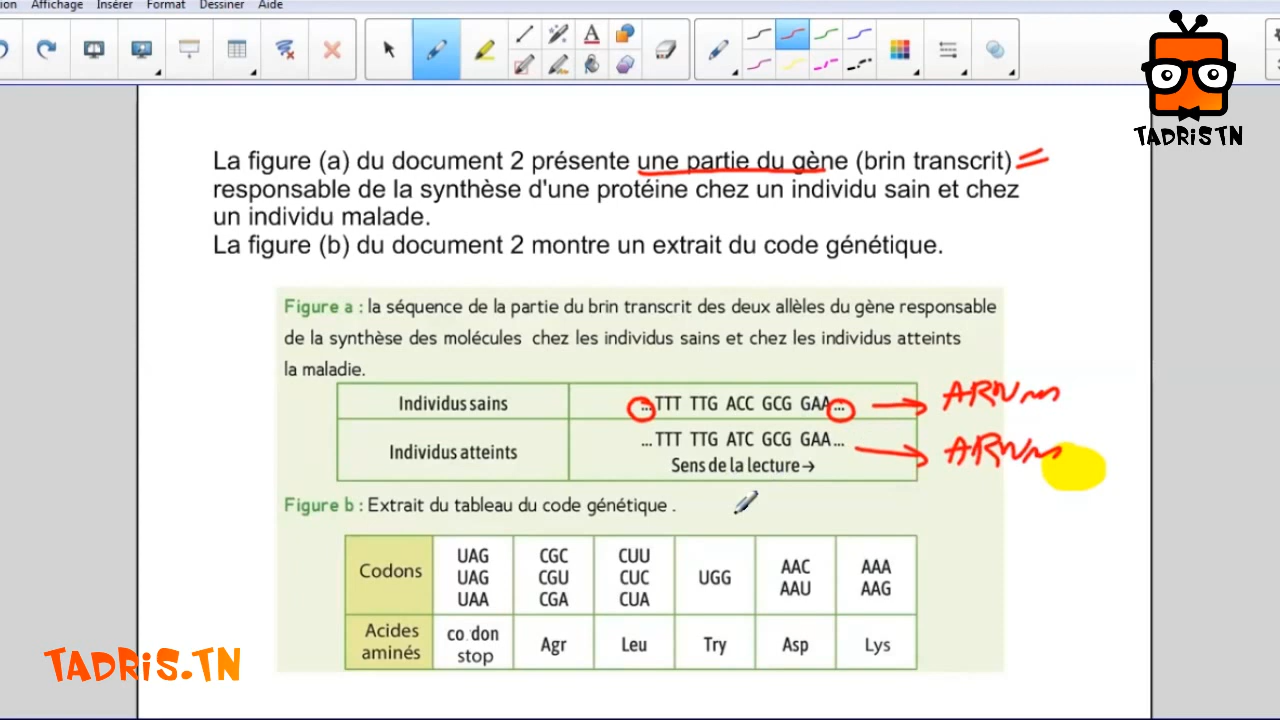 Affichage Insérer Format Dessiner Aide
TADRiSTN
La figure (a) du document 2 présente une partie du gène (brin transcrit)
responsable de la synthèse d'une protéine chez un individu sain et chez
un individu malade.
La figure (b) du document 2 montre un extrait du code génétique.
Figure a : la séquence de la partie du brin transcrit des deux allèles du gène responsable
de la synthèse des molécules chez les individus sains et chez les individus atteints
la maladie.
Individus sains ...TTT TTG ACC GCG GAA... ARNm
Individus atteints ...TTT TTG ATC GCG GAA... ARNm
Sens de la lecture→
Figure b : Extrait du tableau du code génétique .
Codons UAG CGC CUU UGG AAC AAA
UAG CGU CUC AAU AAG
UAA CGA CUA
Acides aminés co.don stop Agr Leu Try Asp Lys
TADRiS.TN